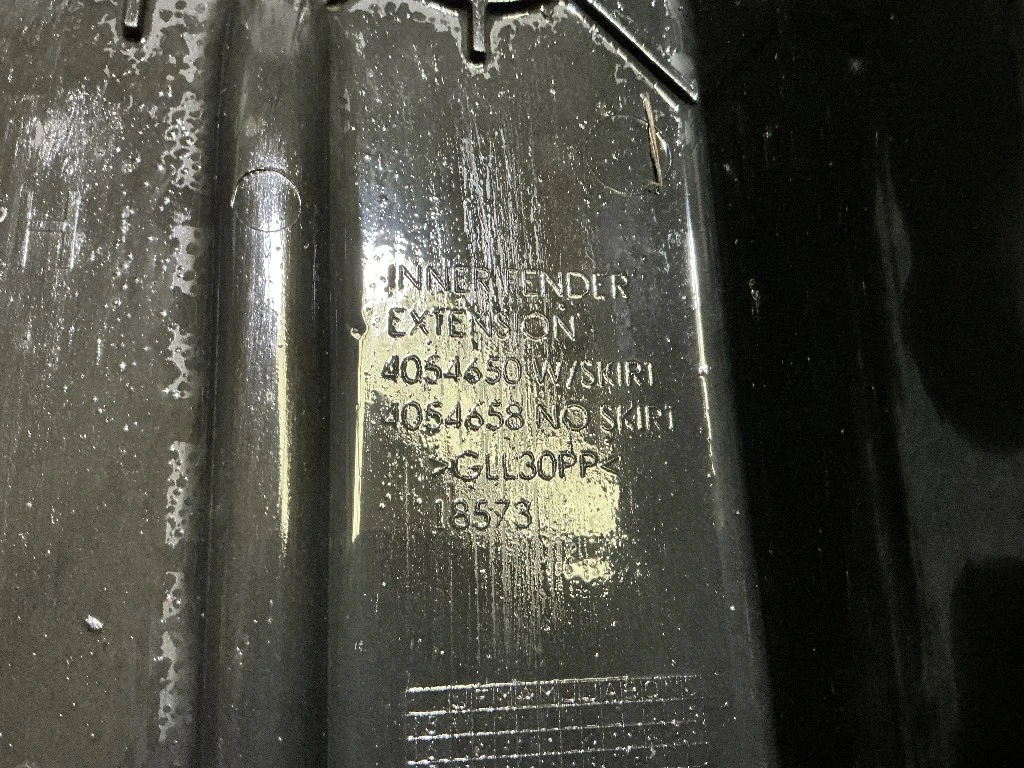 INNER FENDER
EXTENSION
4054650 W/SKIRT
4054658 NO SKIRT
>GLL30PP<
18573
J F M A M J J A S O N D